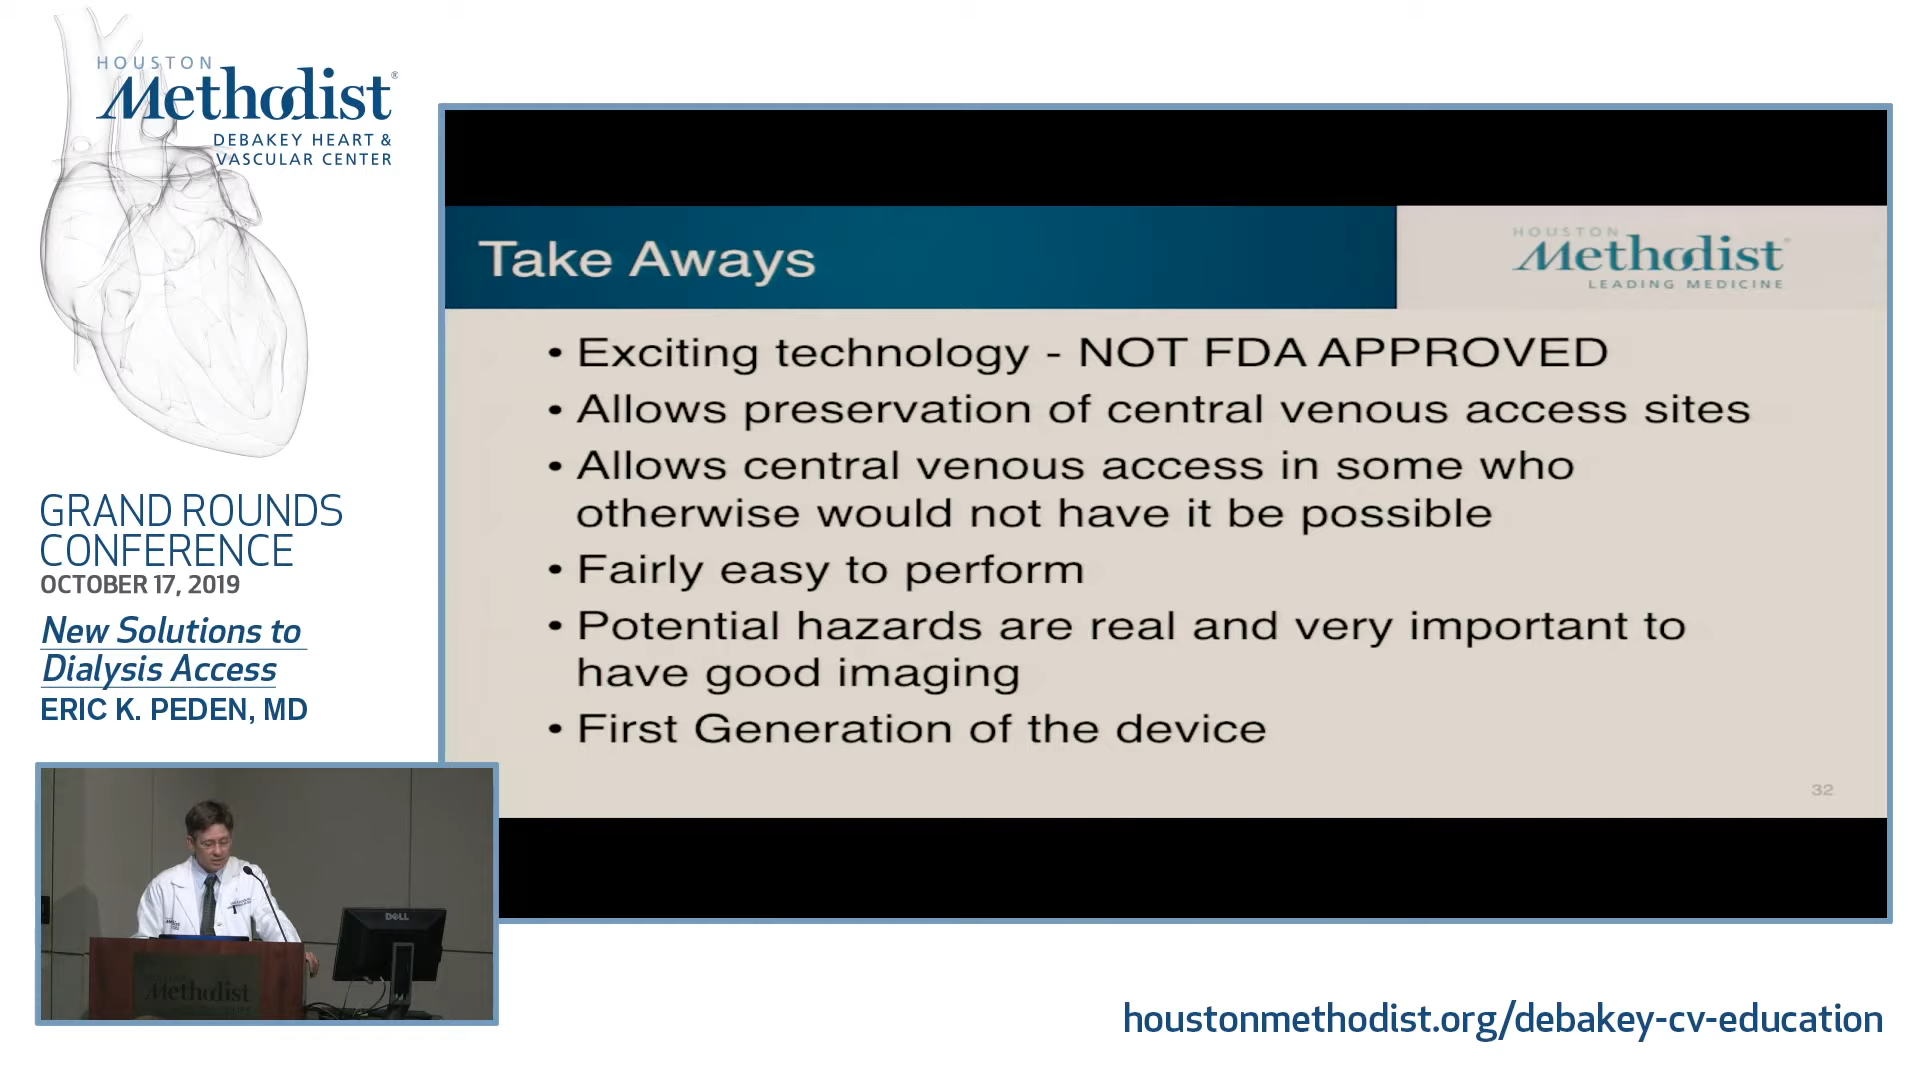 HOUSTON
Methodist®
DEBAKEY HEART &
VASCULAR CENTER
GRAND ROUNDS
CONFERENCE
OCTOBER 17, 2019
New Solutions to
Dialysis Access
ERIC K. PEDEN, MD
Take Aways
HOUSTON
Methodist®
LEADING MEDICINE
• Exciting technology - NOT FDA APPROVED
• Allows preservation of central venous access sites
• Allows central venous access in some who
otherwise would not have it be possible
• Fairly easy to perform
• Potential hazards are real and very important to
have good imaging
• First Generation of the device
32
DELL
Methodist
houstonmethodist.org/debakey-cv-education